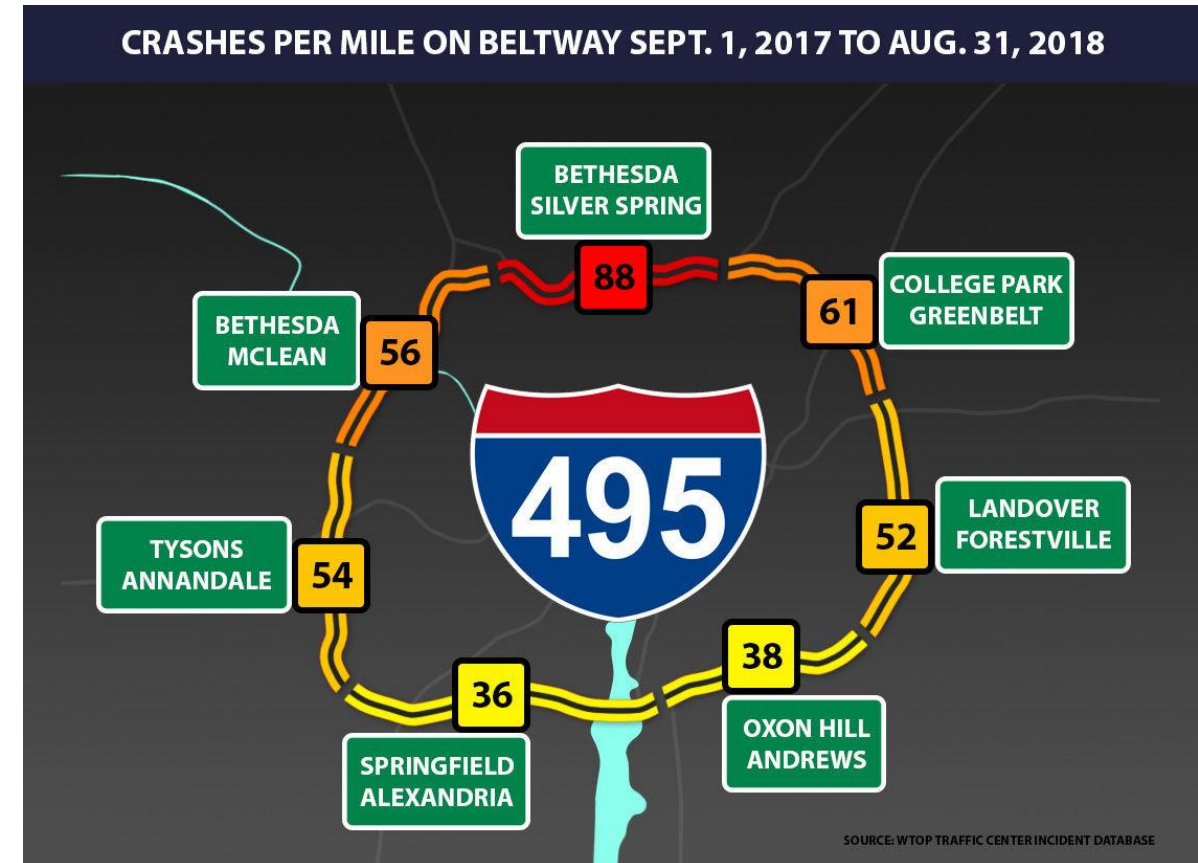 CRASHES PER MILE ON BELTWAY SEPT. 1, 2017 TO AUG. 31, 2018
BETHESDA
SILVER SPRING
88
COLLEGE PARK
GREENBELT
61
BETHESDA
MCLEAN
56
495
LANDOVER
FORESTVILLE
52
TYSONS
ANNANDALE
54
38
OXON HILL
ANDREWS
36
SPRINGFIELD
ALEXANDRIA
SOURCE: WTOP TRAFFIC CENTER INCIDENT DATABASE